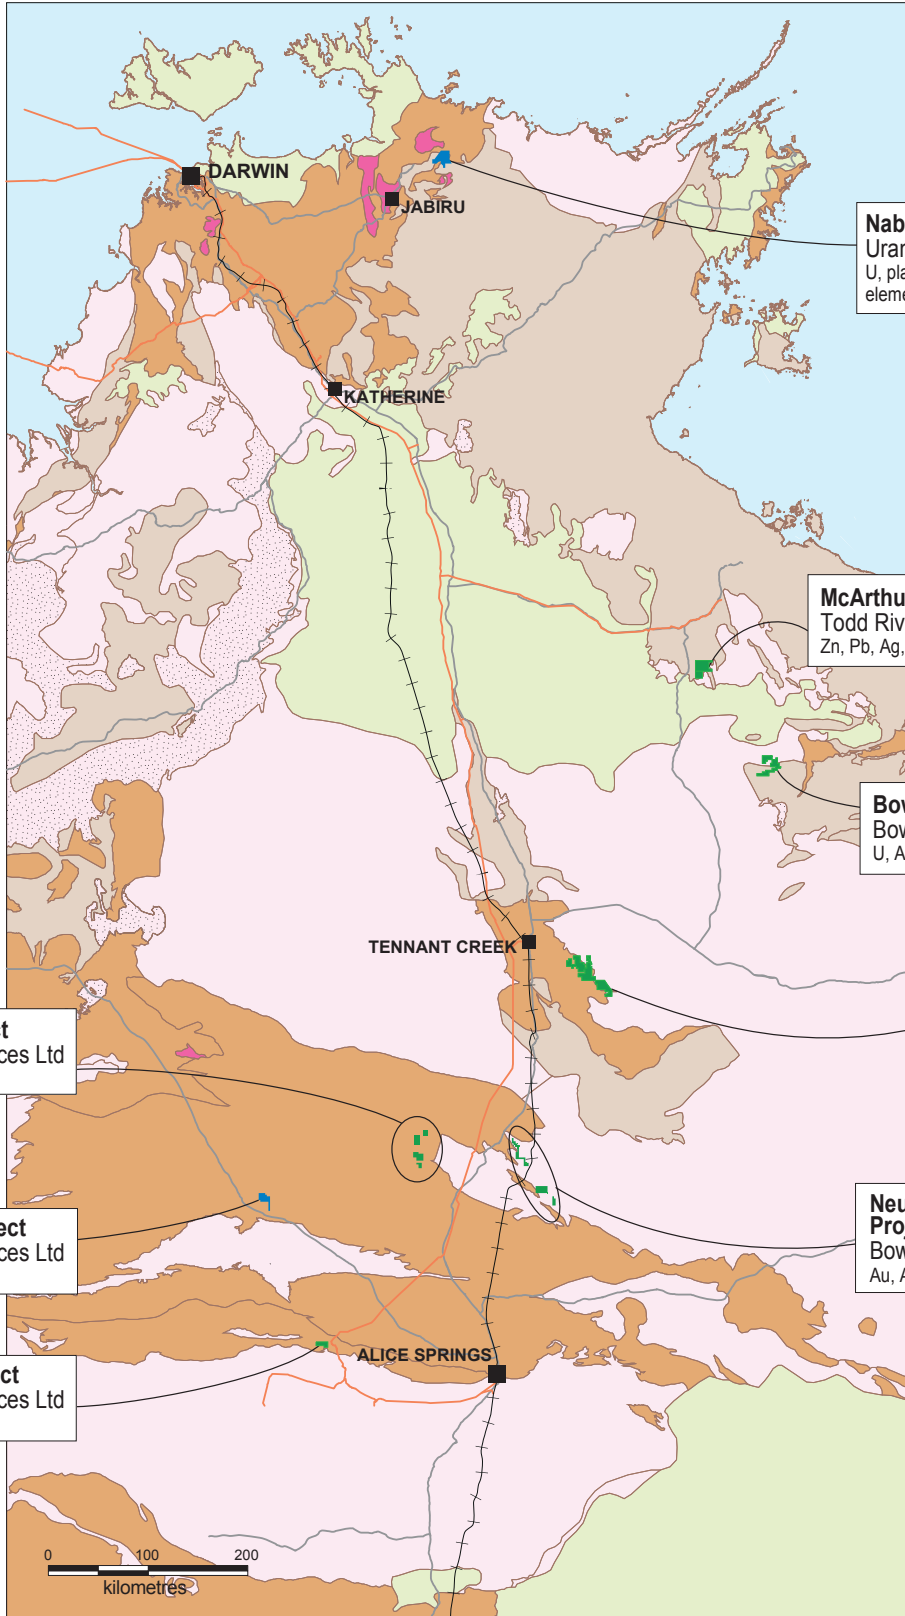 DARWIN
JABIRU
Nab
Uran
U, pla
eleme
KATHERINE
McArthu
Todd Riv
Zn, Pb, Ag,
Bow
Bow
U, A
TENNANT CREEK
ct
ces Ltd
ect
ces Ltd
Neu
Proj
Bow
Au, A
ALICE SPRINGS
ct
ces Ltd
0 100 200
kilometres